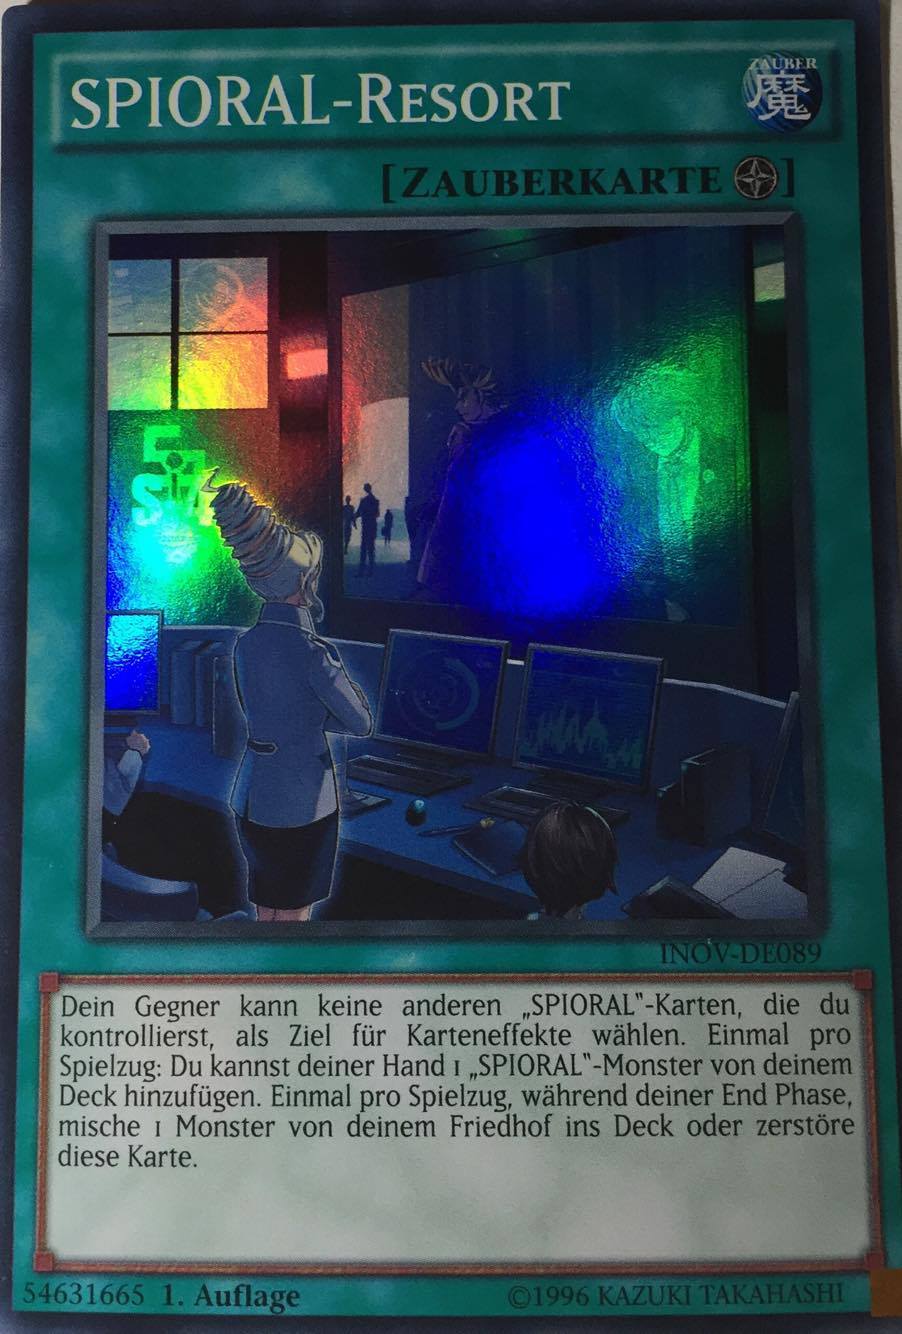 SPIORAL-RESORT
ZAUBER
魔
[ZAUBERKARTE]
INOV-DE089
Dein Gegner kann keine anderen „SPIORAL"-Karten, die du
kontrollierst, als Ziel für Karteneffekte wählen. Einmal pro
Spielzug: Du kannst deiner Hand 1 „SPIORAL"-Monster von deinem
Deck hinzufügen. Einmal pro Spielzug, während deiner End Phase,
mische 1 Monster von deinem Friedhof ins Deck oder zerstöre
diese Karte.
54631665 1. Auflage ©1996 KAZUKI TAKAHASHI